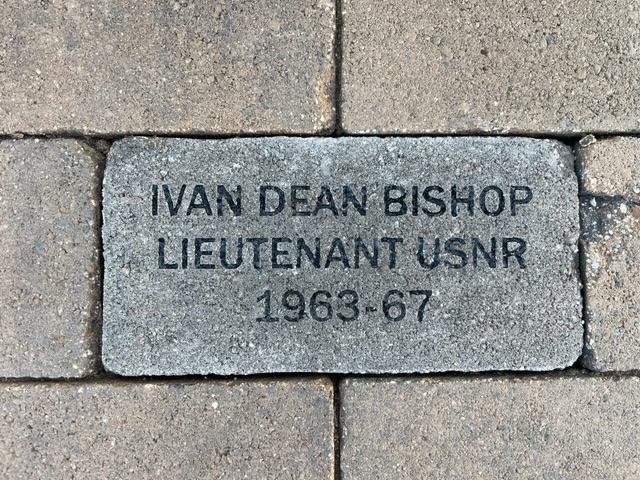 IVAN DEAN BISHOP
LIEUTENANT USNR
1963-67